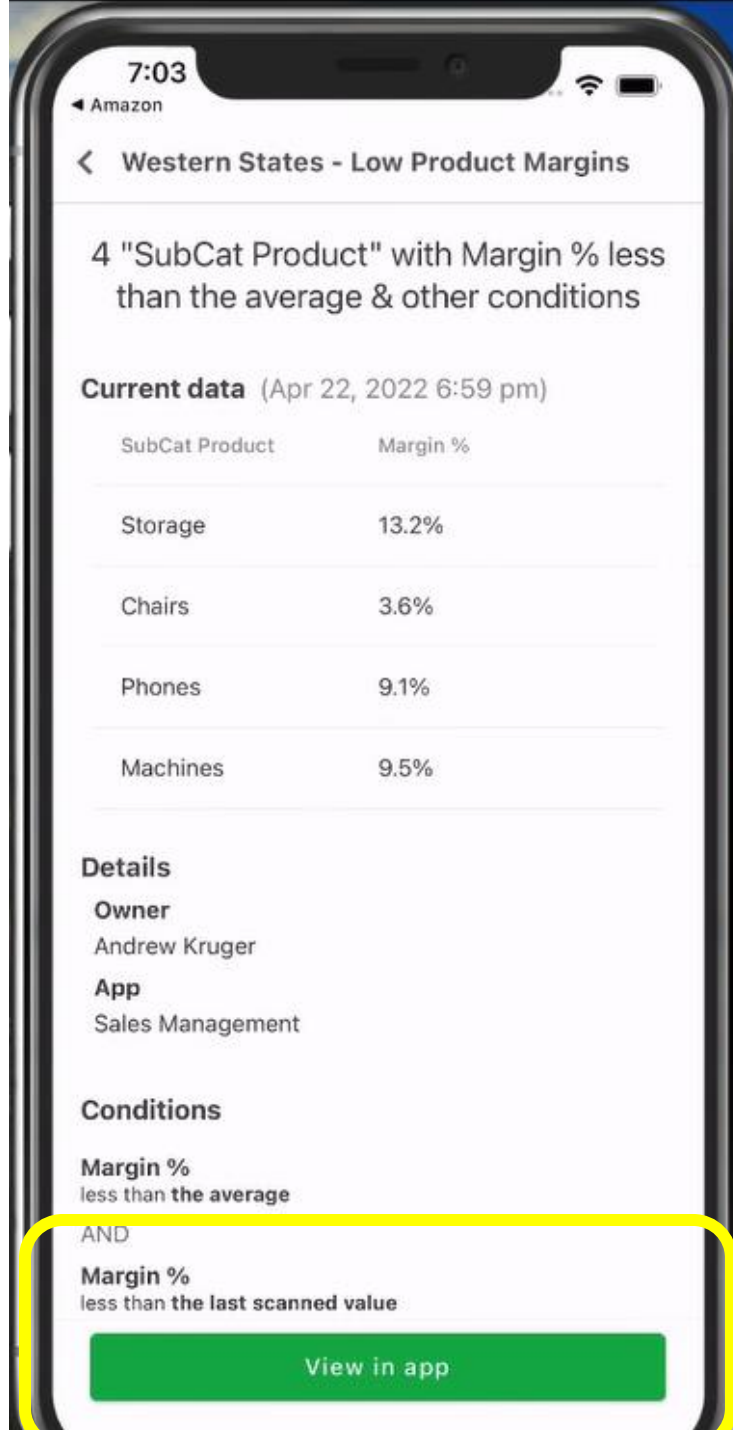 7:03
◀ Amazon
Western States - Low Product Margins
4 "SubCat Product" with Margin % less
than the average & other conditions
Current data (Apr 22, 2022 6:59 pm)
SubCat Product Margin %
Storage 13.2%
Chairs 3.6%
Phones 9.1%
Machines 9.5%
Details
Owner
Andrew Kruger
App
Sales Management
Conditions
Margin %
less than the average
AND
Margin %
less than the last scanned value
View in app